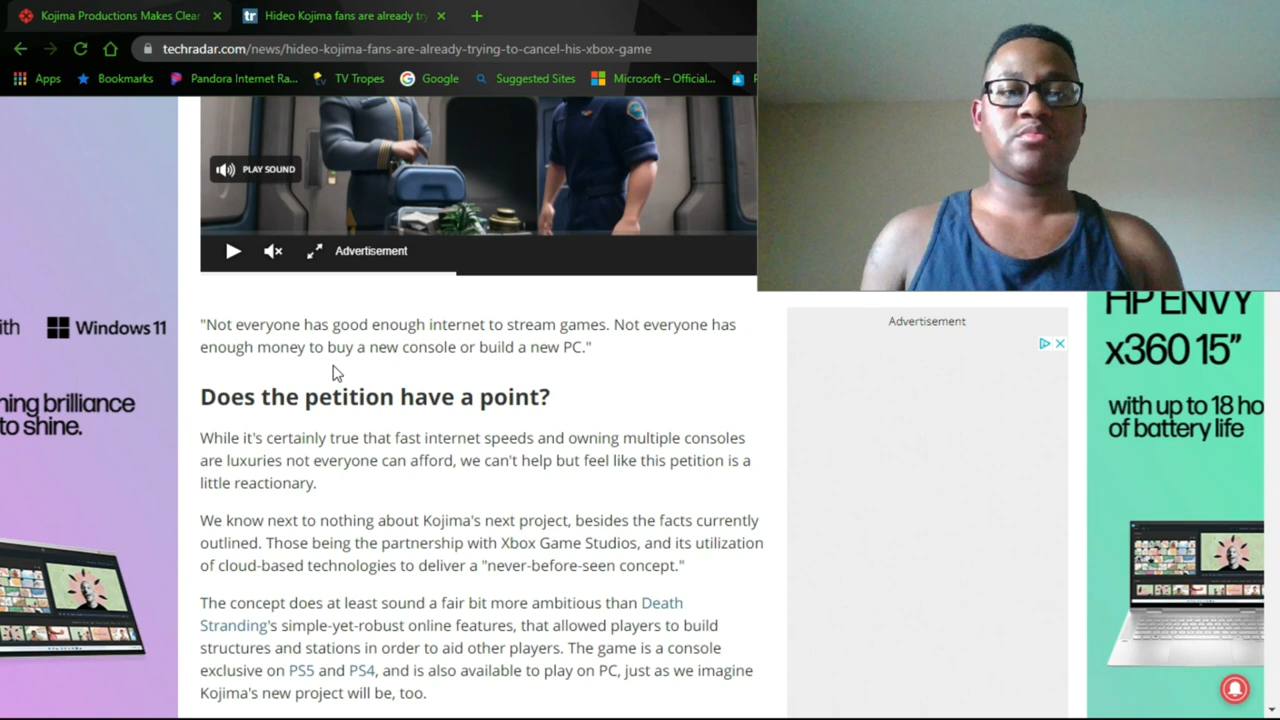 Kojima Productions Makes Clear
Hideo Kojima fans are already try
techradar.com/news/hideo-kojima-fans-are-already-trying-to-cancel-his-xbox-game
Apps
Bookmarks
Pandora Internet Ra...
TV Tropes
Google
Suggested Sites
Microsoft – Official...
PLAY SOUND
Advertisement
"Not everyone has good enough internet to stream games. Not everyone has
enough money to buy a new console or build a new PC."
Does the petition have a point?
While it's certainly true that fast internet speeds and owning multiple consoles
are luxuries not everyone can afford, we can't help but feel like this petition is a
little reactionary.
We know next to nothing about Kojima's next project, besides the facts currently
outlined. Those being the partnership with Xbox Game Studios, and its utilization
of cloud-based technologies to deliver a "never-before-seen concept."
The concept does at least sound a fair bit more ambitious than Death
Stranding's simple-yet-robust online features, that allowed players to build
structures and stations in order to aid other players. The game is a console
exclusive on PS5 and PS4, and is also available to play on PC, just as we imagine
Kojima's new project will be, too.
ith
Windows 11
ning brilliance
to shine.
Advertisement
HP ENVY
x360 15”
with up to 18 ho
of battery life